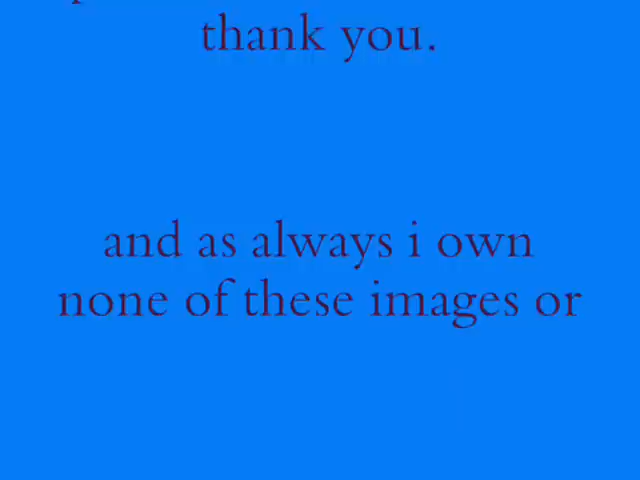 thank you.
and as always i own
none of these images or